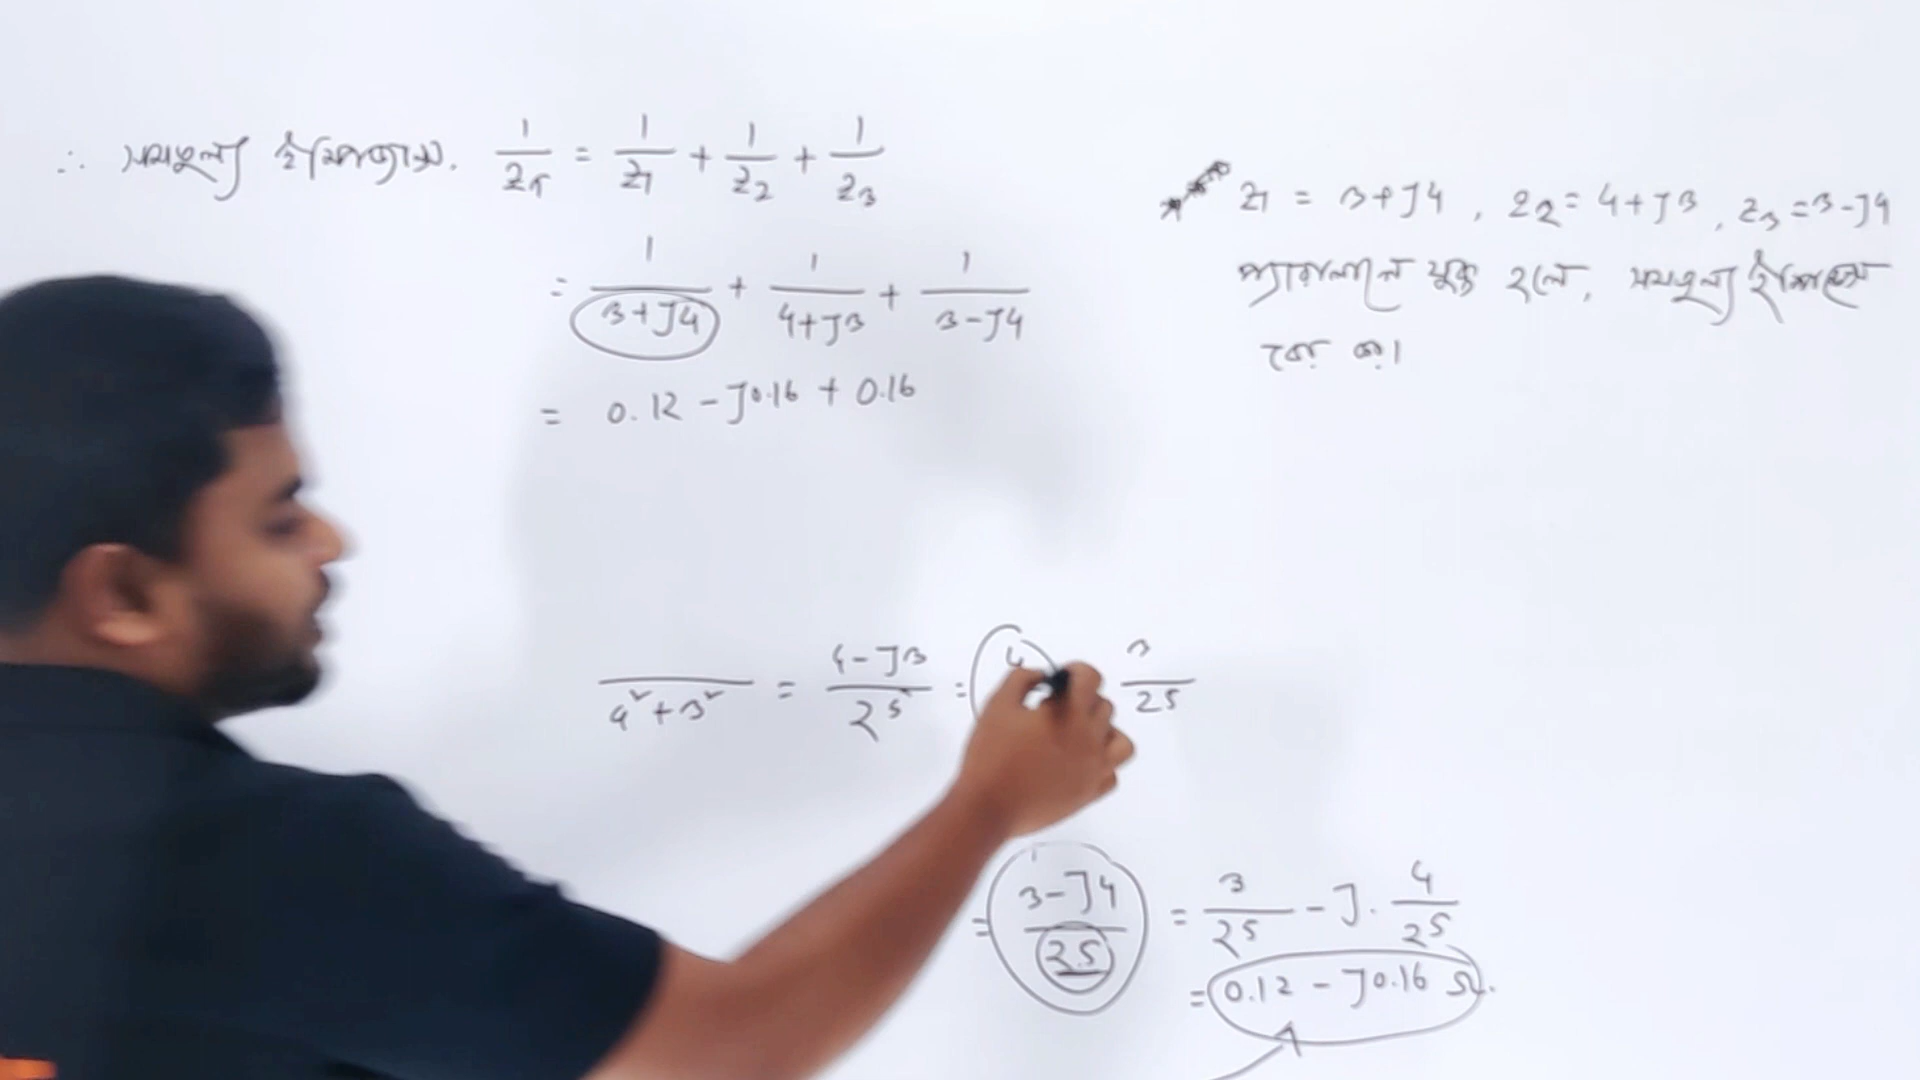 ∴ সমতুল্য ইম্পিড্যান্স. 1/Z_T = 1/Z1 + 1/Z2 + 1/Z3
= 1/(3+J4) + 1/(4+J3) + 1/(3-J4)
= 0.12 - J0.16 + 0.16
Z1 = 3+J4, Z2 = 4+J3, Z3 = 3-J4
প্যারালালে যুক্ত হলে, সমতুল্য ইম্পিড্যান্স
বের কর।
/(4²+3²) = (4-J3)/25 = 4 3/25
= (3-J4)/25 = 3/25 - J. 4/25
= 0.12 - J0.16 Ω.